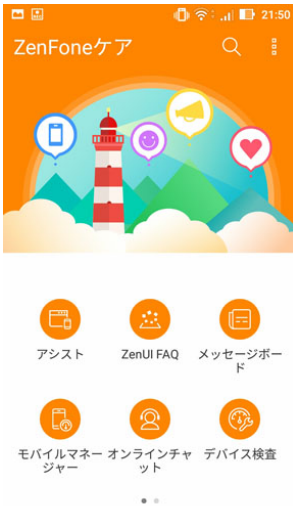 21:50
ZenFoneケア
アシスト
ZenUI FAQ
メッセージボー
ド
モバイルマネー
ジャー
オンラインチャ
ット
デバイス検査